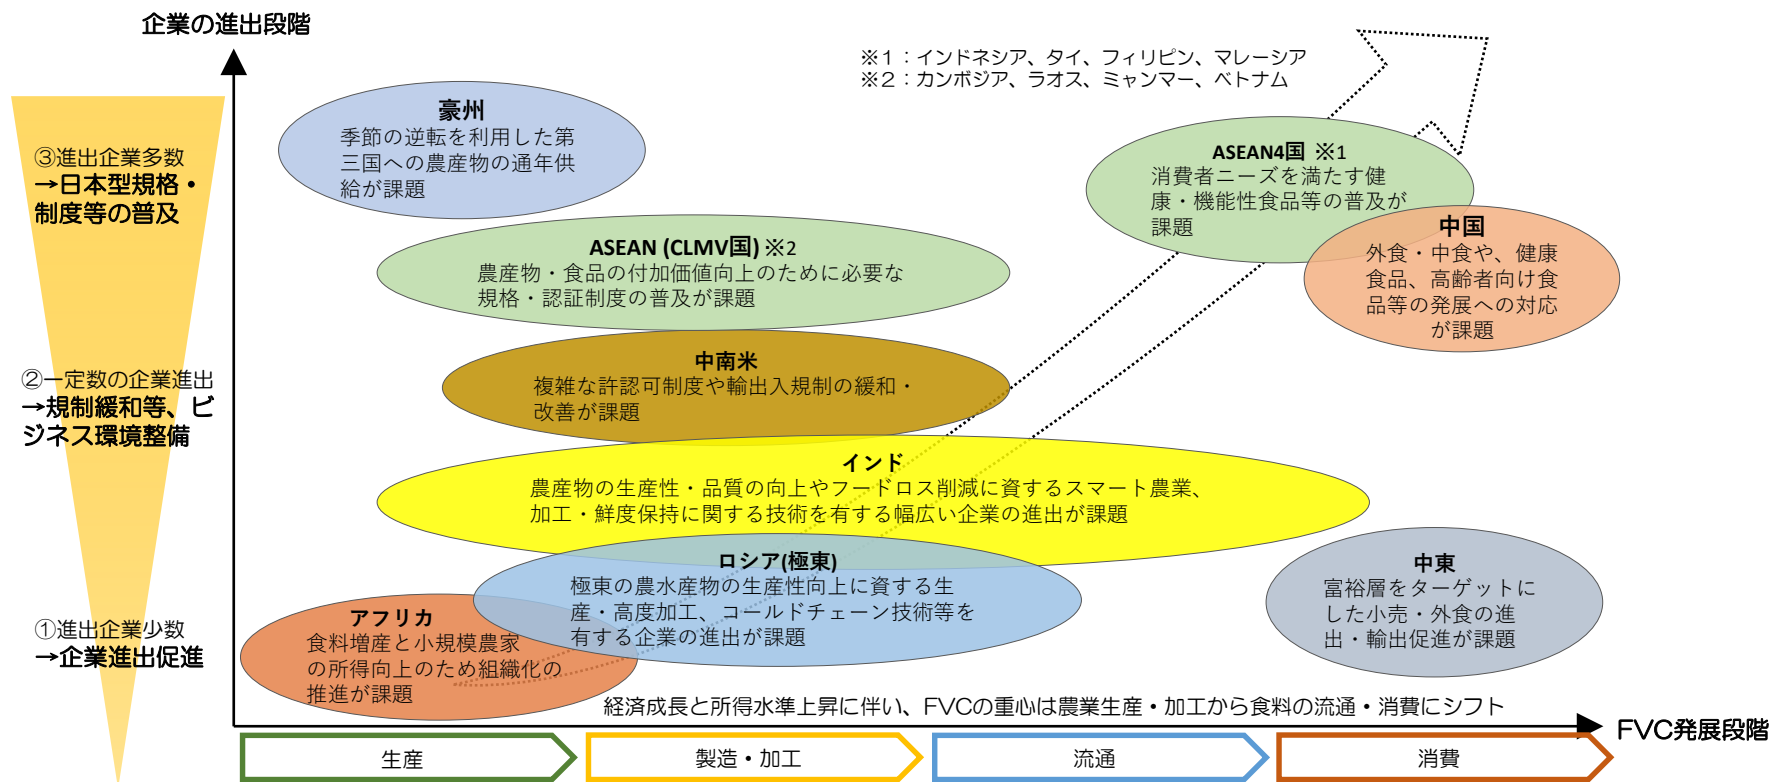 企業の進出段階
※1：インドネシア、タイ、フィリピン、マレーシア
※2：カンボジア、ラオス、ミャンマー、ベトナム
③進出企業多数
→日本型規格・
制度等の普及
②一定数の企業進出
→規制緩和等、ビ
ジネス環境整備
①進出企業少数
→企業進出促進
豪州
季節の逆転を利用した第
三国への農産物の通年供
給が課題
ASEAN4国 ※1
消費者ニーズを満たす健
康・機能性食品等の普及が
課題
中国
外食・中食や、健康
食品、高齢者向け食
品等の発展への対応
が課題
ASEAN (CLMV国) ※2
農産物・食品の付加価値向上のために必要な
規格・認証制度の普及が課題
中南米
複雑な許認可制度や輸出入規制の緩和・
改善が課題
インド
農産物の生産性・品質の向上やフードロス削減に資するスマート農業、
加工・鮮度保持に関する技術を有する幅広い企業の進出が課題
ロシア(極東)
極東の農水産物の生産性向上に資する生
産・高度加工、コールドチェーン技術等を
有する企業の進出が課題
中東
富裕層をターゲットに
した小売・外食の進
出・輸出促進が課題
アフリカ
食料増産と小規模農家
の所得向上のため組織化の
推進が課題
経済成長と所得水準上昇に伴い、FVCの重心は農業生産・加工から食料の流通・消費にシフト
FVC発展段階
生産
製造・加工
流通
消費